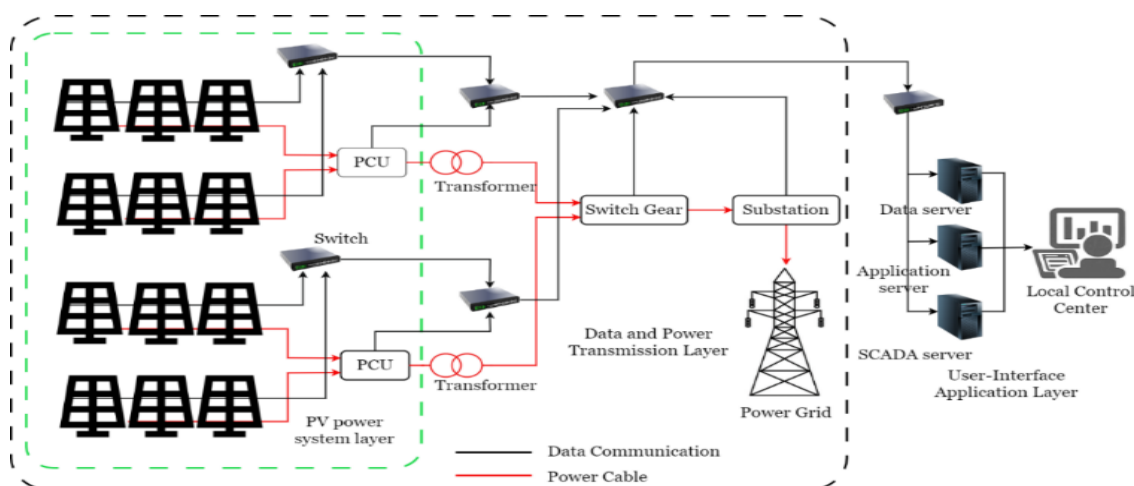 PCU
Transformer
Switch Gear
Substation
Data server
Switch
Application
server
Local Control
Center
Data and Power
Transmission Layer
PCU
Transformer
SCADA server
User-Interface
Application Layer
PV power
system layer
Power Grid
Data Communication
Power Cable